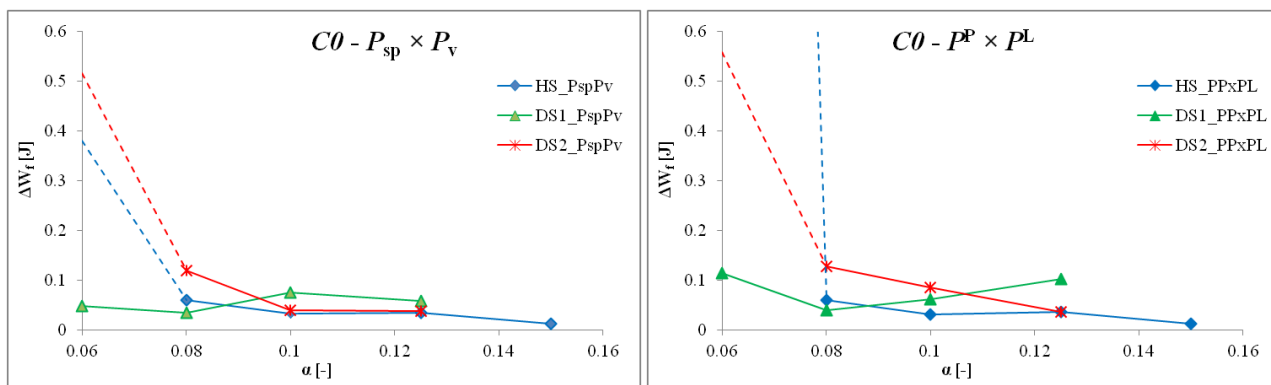 C0 - Psp × Pv
0.6
0.5
0.4
0.3
0.2
0.1
0
ΔWf [J]
HS_PspPv
DS1_PspPv
DS2_PspPv
0.06 0.08 0.1 0.12 0.14 0.16
α [-]
C0 - P^P × P^L
0.6
0.5
0.4
0.3
0.2
0.1
0
ΔWf [J]
HS_PPxPL
DS1_PPxPL
DS2_PPxPL
0.06 0.08 0.1 0.12 0.14 0.16
α [-]